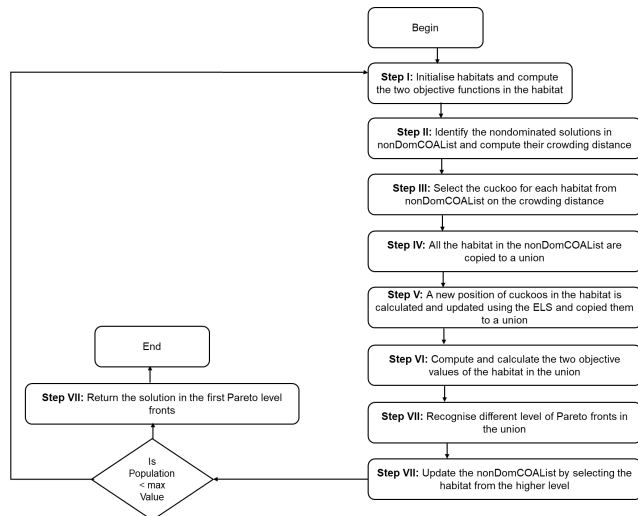 Begin
Step I: Initialise habitats and compute
the two objective functions in the habitat
Step II: Identify the nondominated solutions in
nonDomCOAList and compute their crowding distance
Step III: Select the cuckoo for each habitat from
nonDomCOAList on the crowding distance
Step IV: All the habitat in the nonDomCOAList are
copied to a union
Step V: A new position of cuckoos in the habitat is
calculated and updated using the ELS and copied them
to a union
Step VI: Compute and calculate the two objective
values of the habitat in the union
Step VII: Recognise different level of Pareto fronts in
the union
Step VII: Update the nonDomCOAList by selecting the
habitat from the higher level
Is
Population
< max
Value
Step VII: Return the solution in the first Pareto level
fronts
End